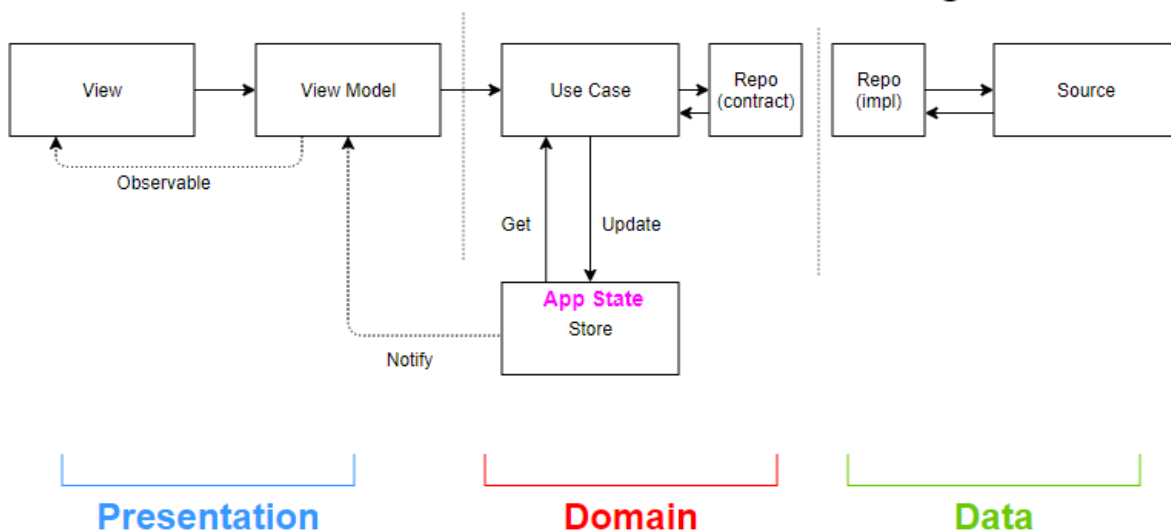 View
View Model
Use Case
Repo
(contract)
Repo
(impl)
Source
Observable
Get
Update
App State
Store
Notify
Presentation
Domain
Data